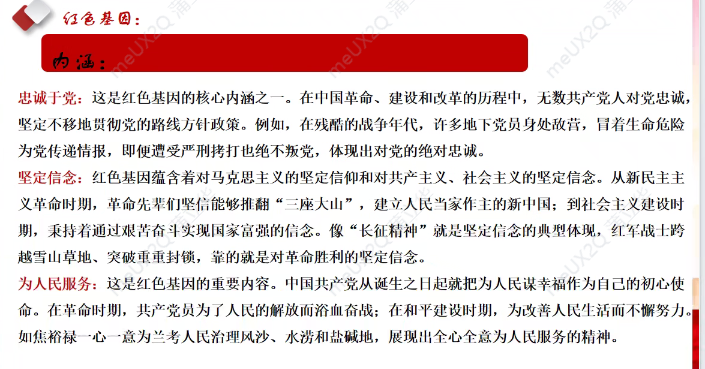 红色基因：
内涵：
忠诚于党：这是红色基因的核心内涵之一。在中国革命、建设和改革的历程中，无数共产党人对党忠诚，
坚定不移地贯彻党的路线方针政策。例如，在残酷的战争年代，许多地下党员身处敌营，冒着生命危险
为党传递情报，即便遭受严刑拷打也绝不叛党，体现出对党的绝对忠诚。
坚定信念：红色基因蕴含着对马克思主义的坚定信仰和对共产主义、社会主义的坚定信念。从新民主主
义革命时期，革命先辈们坚信能够推翻“三座大山”，建立人民当家作主的新中国；到社会主义建设时
期，秉持着通过艰苦奋斗实现国家富强的信念。像“长征精神”就是坚定信念的典型体现，红军战士跨
越雪山草地、突破重重封锁，靠的就是对革命胜利的坚定信念。
为人民服务：这是红色基因的重要内容。中国共产党从诞生之日起就把为人民谋幸福作为自己的初心使
命。在革命时期，共产党员为了人民的解放而浴血奋战；在和平建设时期，为改善人民生活而不懈努力。
如焦裕禄一心一意为兰考人民治理风沙、水涝和盐碱地，展现出全心全意为人民服务的精神。